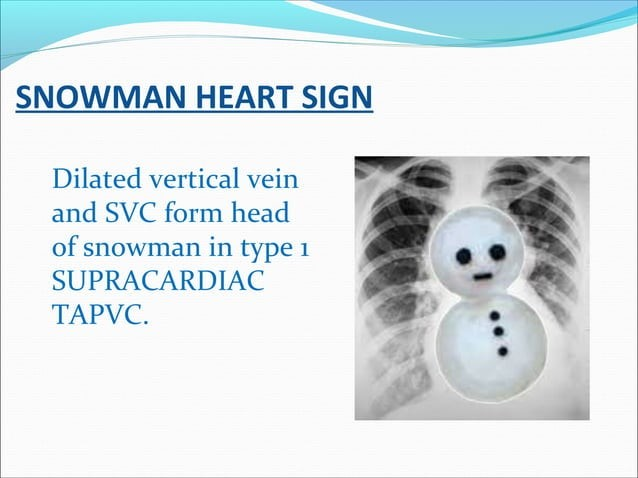 SNOWMAN HEART SIGN
Dilated vertical vein
and SVC form head
of snowman in type 1
SUPRACARDIAC
TAPVC.